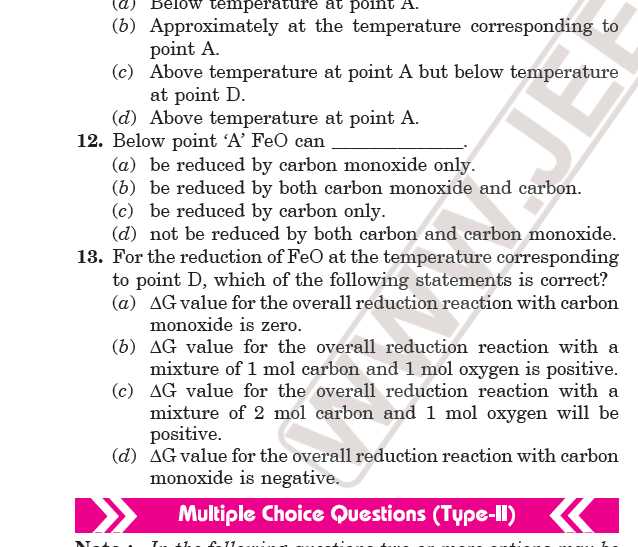 (a) Below temperature at point A.
(b) Approximately at the temperature corresponding to
point A.
(c) Above temperature at point A but below temperature
at point D.
(d) Above temperature at point A.
12. Below point ‘A’ FeO can ____________.
(a) be reduced by carbon monoxide only.
(b) be reduced by both carbon monoxide and carbon.
(c) be reduced by carbon only.
(d) not be reduced by both carbon and carbon monoxide.
13. For the reduction of FeO at the temperature corresponding
to point D, which of the following statements is correct?
(a) ΔG value for the overall reduction reaction with carbon
monoxide is zero.
(b) ΔG value for the overall reduction reaction with a
mixture of 1 mol carbon and 1 mol oxygen is positive.
(c) ΔG value for the overall reduction reaction with a
mixture of 2 mol carbon and 1 mol oxygen will be
positive.
(d) ΔG value for the overall reduction reaction with carbon
monoxide is negative.
Multiple Choice Questions (Type-II)
Note : In the following questions two or more options may be
WWW.JEE